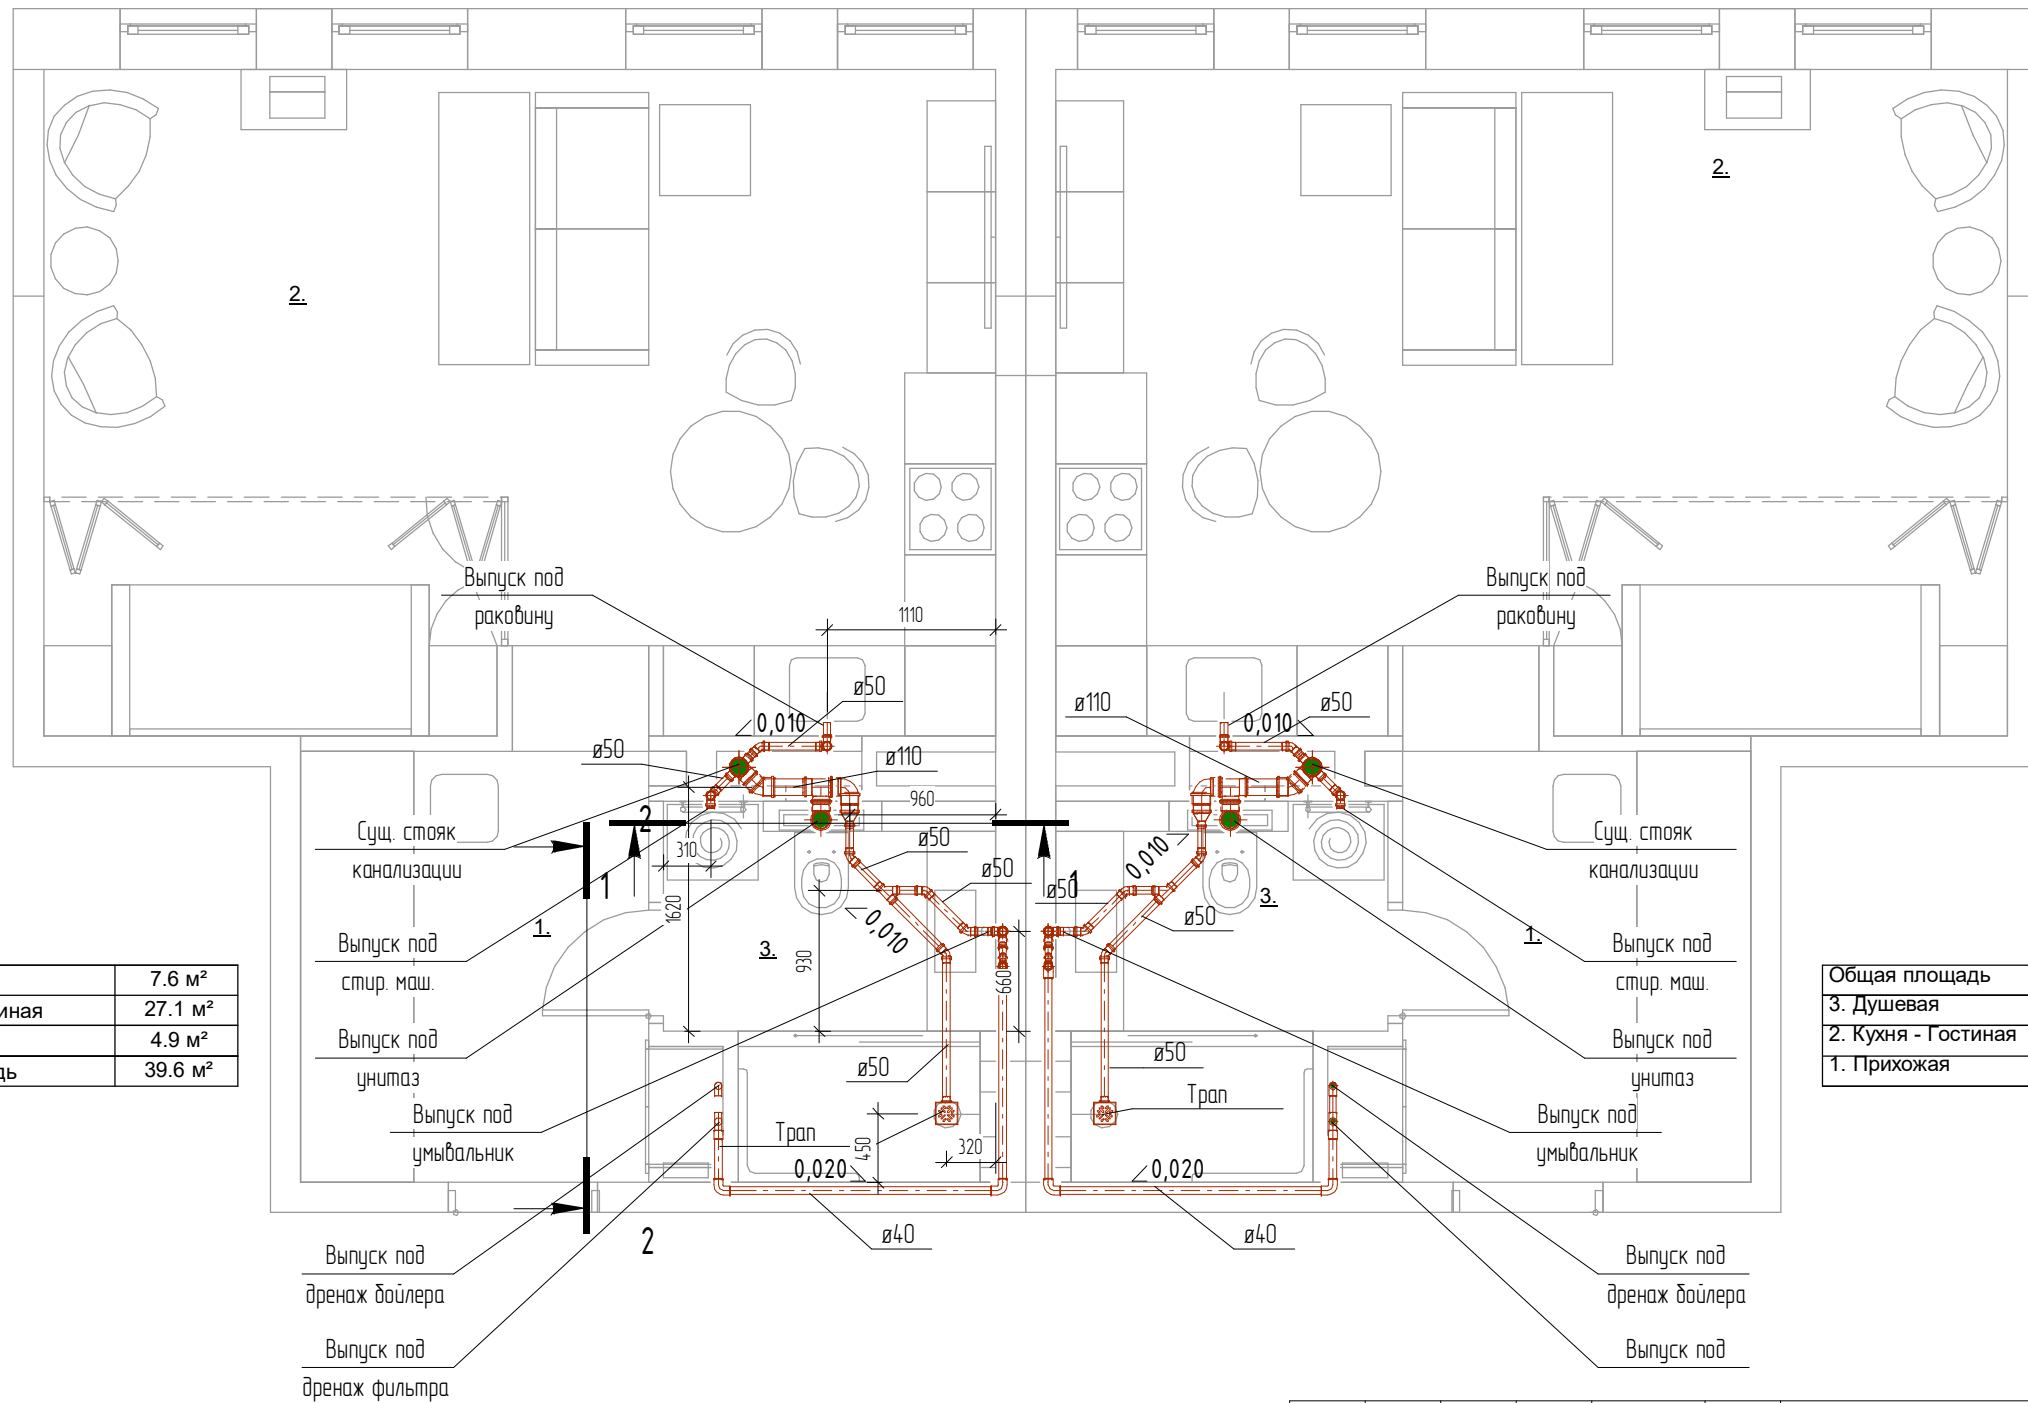 2.
2.
Выпуск под
раковину
Выпуск под
раковину
1110
ø50
ø110
ø50
0,010
0,010
ø50
ø110
960
Сущ. стояк
канализации
2
310
ø50
0,010
Сущ. стояк
канализации
1
1620
ø50
ø50
1
3.
ø50
1.
0,010
1.
Выпуск под
стир. маш.
3.
930
660
Выпуск под
стир. маш.
7.6 м²
иная
27.1 м²
4.9 м²
дь
39.6 м²
Общая площадь
3. Душевая
2. Кухня - Гостиная
1. Прихожая
Выпуск под
унитаз
ø50
ø50
Выпуск под
унитаз
Трап
Выпуск под
умывальник
Трап
450
320
Выпуск под
умывальник
0,020
0,020
2
ø40
ø40
Выпуск под
дренаж бойлера
Выпуск под
дренаж бойлера
Выпуск под
дренаж фильтра
Выпуск под